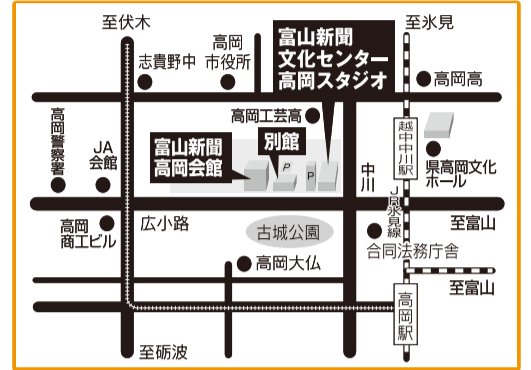 至伏木
至氷見
富山新聞
文化センター
高岡スタジオ
高岡
市役所
志貴野中
高岡高
高岡工芸高
越中中川駅
高岡警察署
JA
会館
富山新聞
高岡会館
別館
P
P
中川
県高岡文化
ホール
JR氷見線
高岡
商工ビル
広小路
古城公園
至富山
合同法務庁舎
高岡大仏
至富山
高岡駅
至砺波